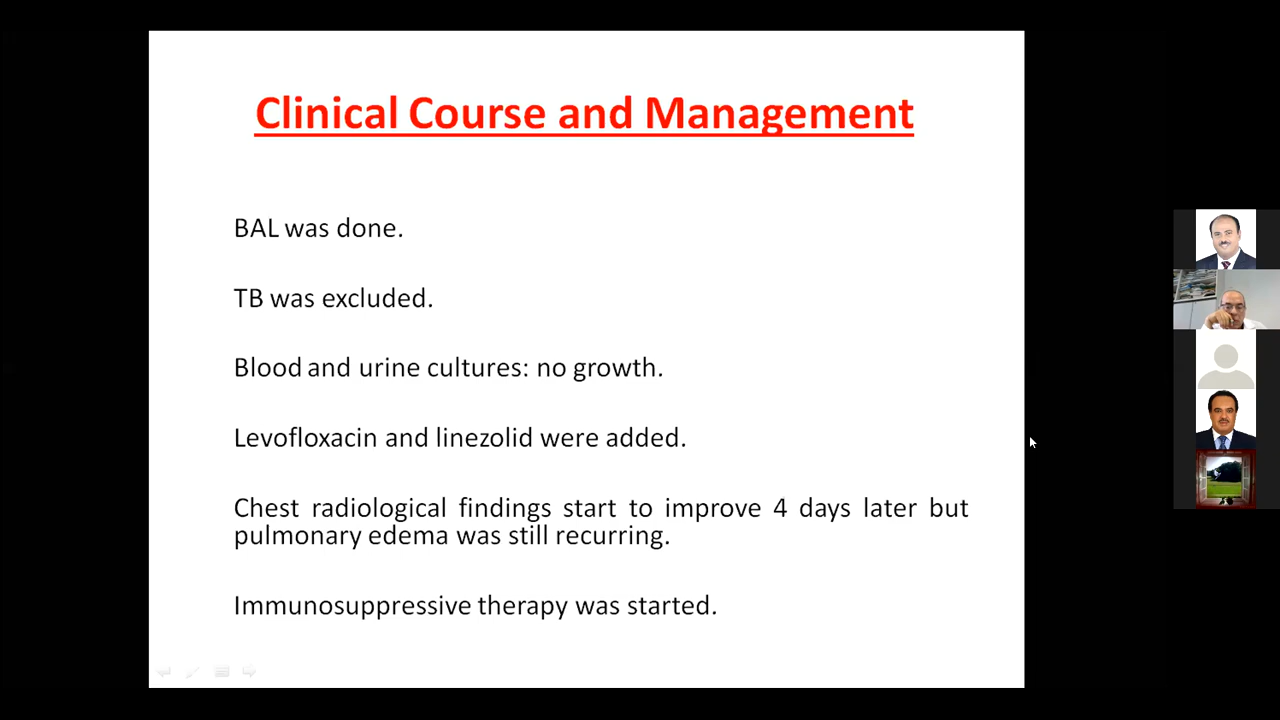 Clinical Course and Management
BAL was done.
TB was excluded.
Blood and urine cultures: no growth.
Levofloxacin and linezolid were added.
Chest radiological findings start to improve 4 days later but
pulmonary edema was still recurring.
Immunosuppressive therapy was started.